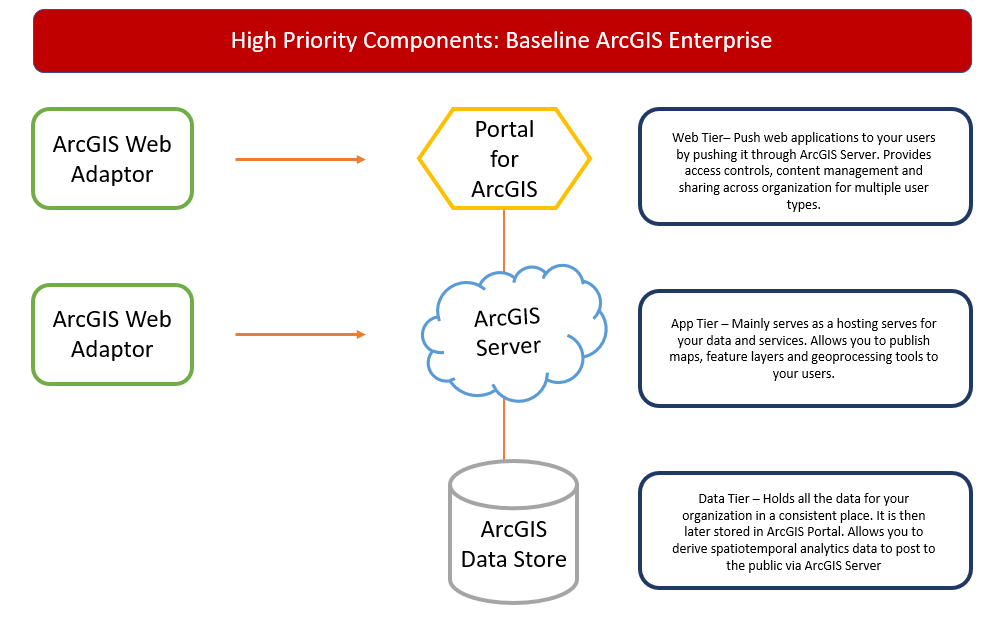 High Priority Components: Baseline ArcGIS Enterprise
ArcGIS Web
Adaptor
Portal
for
ArcGIS
Web Tier– Push web applications to your users
by pushing it through ArcGIS Server. Provides
access controls, content management and
sharing across organization for multiple user
types.
ArcGIS Web
Adaptor
ArcGIS
Server
App Tier – Mainly serves as a hosting serves for
your data and services. Allows you to publish
maps, feature layers and geoprocessing tools to
your users.
ArcGIS
Data Store
Data Tier – Holds all the data for your
organization in a consistent place. It is then
later stored in ArcGIS Portal. Allows you to
derive spatiotemporal analytics data to post to
the public via ArcGIS Server